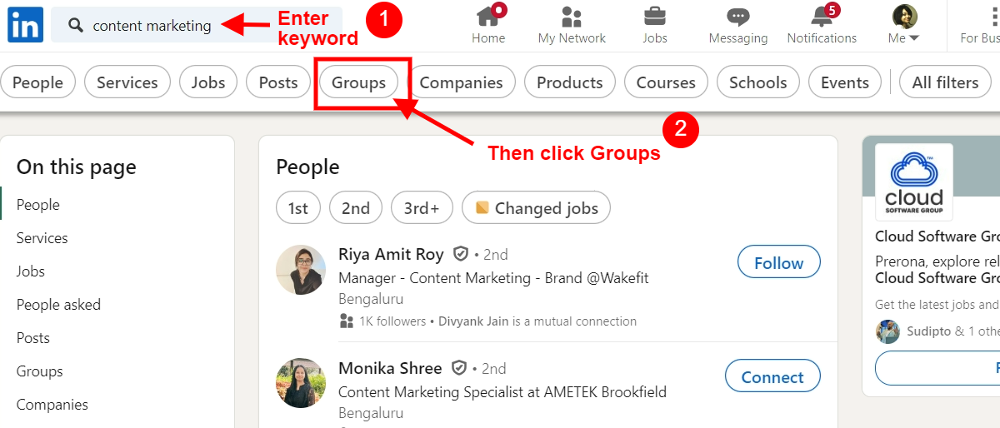 in
content marketing
Enter
keyword
1
Home
My Network
Jobs
Messaging
5
Notifications
Me
For Bus
People
Services
Jobs
Posts
Groups
Companies
Products
Courses
Schools
Events
All filters
2
Then click Groups
On this page
People
Services
Jobs
People asked
Posts
Groups
Companies
People
1st
2nd
3rd+
Changed jobs
Riya Amit Roy • 2nd
Manager - Content Marketing - Brand @Wakefit
Bengaluru
1K followers • Divyank Jain is a mutual connection
Follow
Monika Shree • 2nd
Content Marketing Specialist at AMETEK Brookfield
Bengaluru
Connect
cloud™
SOFTWARE GROUP
Cloud Software Gro
Prerona, explore rel
Cloud Software Gro
Get the latest jobs and
Sudipto & 1 othe